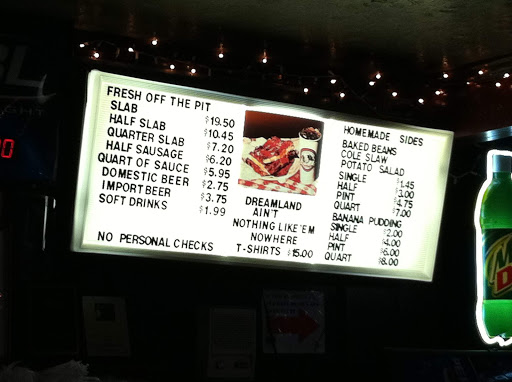 FRESH OFF THE PIT
SLAB $19.50
HALF SLAB $10.45
QUARTER SLAB $7.20
HALF SAUSAGE $6.20
QUART OF SAUCE $5.95
DOMESTIC BEER $2.75
IMPORT BEER $3.75
SOFT DRINKS $1.99
NO PERSONAL CHECKS
DREAMLAND
AIN'T
NOTHING LIKE 'EM
NOWHERE
T-SHIRTS $15.00
HOMEMADE SIDES
BAKED BEANS
COLE SLAW
POTATO SALAD
SINGLE $1.45
HALF $3.00
PINT $4.75
QUART $7.00
BANANA PUDDING
SINGLE $2.00
HALF $4.00
PINT $6.00
QUART $8.00